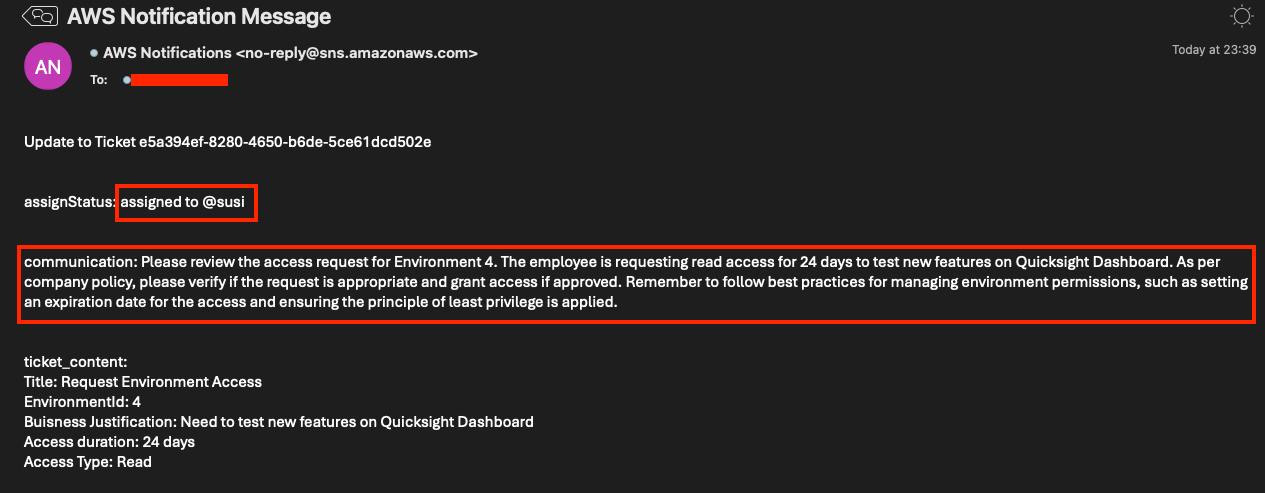 AWS Notification Message
AN
AWS Notifications <no-reply@sns.amazonaws.com>
Today at 23:39
To:
Update to Ticket e5a394ef-8280-4650-b6de-5ce61dcd502e
assignStatus: assigned to @susi
communication: Please review the access request for Environment 4. The employee is requesting read access for 24 days to test new features on Quicksight Dashboard. As per
company policy, please verify if the request is appropriate and grant access if approved. Remember to follow best practices for managing environment permissions, such as setting
an expiration date for the access and ensuring the principle of least privilege is applied.
ticket_content:
Title: Request Environment Access
EnvironmentId: 4
Buisness Justification: Need to test new features on Quicksight Dashboard
Access duration: 24 days
Access Type: Read